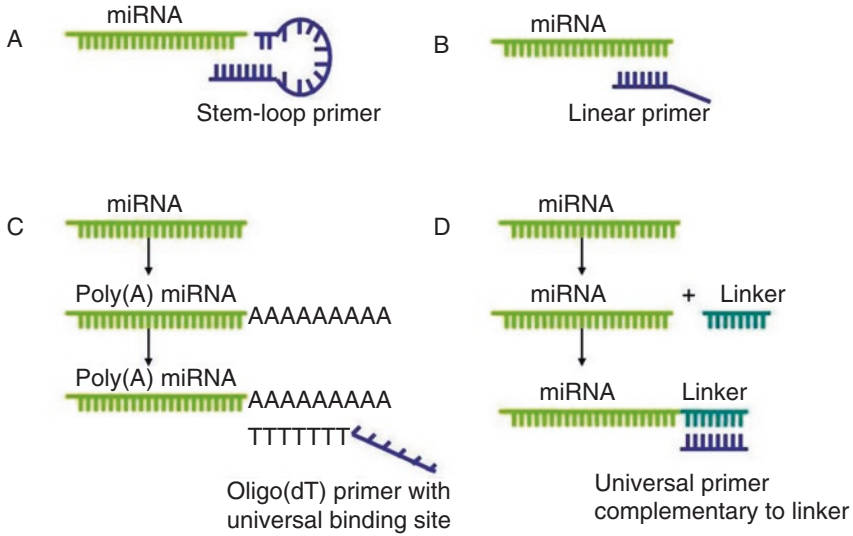 A
miRNA
Stem-loop primer
B
miRNA
Linear primer
C
miRNA
Poly(A) miRNA
AAAAAAAAA
Poly(A) miRNA
AAAAAAAAA
TTTTTTT
Oligo(dT) primer with
universal binding site
D
miRNA
miRNA + Linker
miRNA Linker
Universal primer
complementary to linker